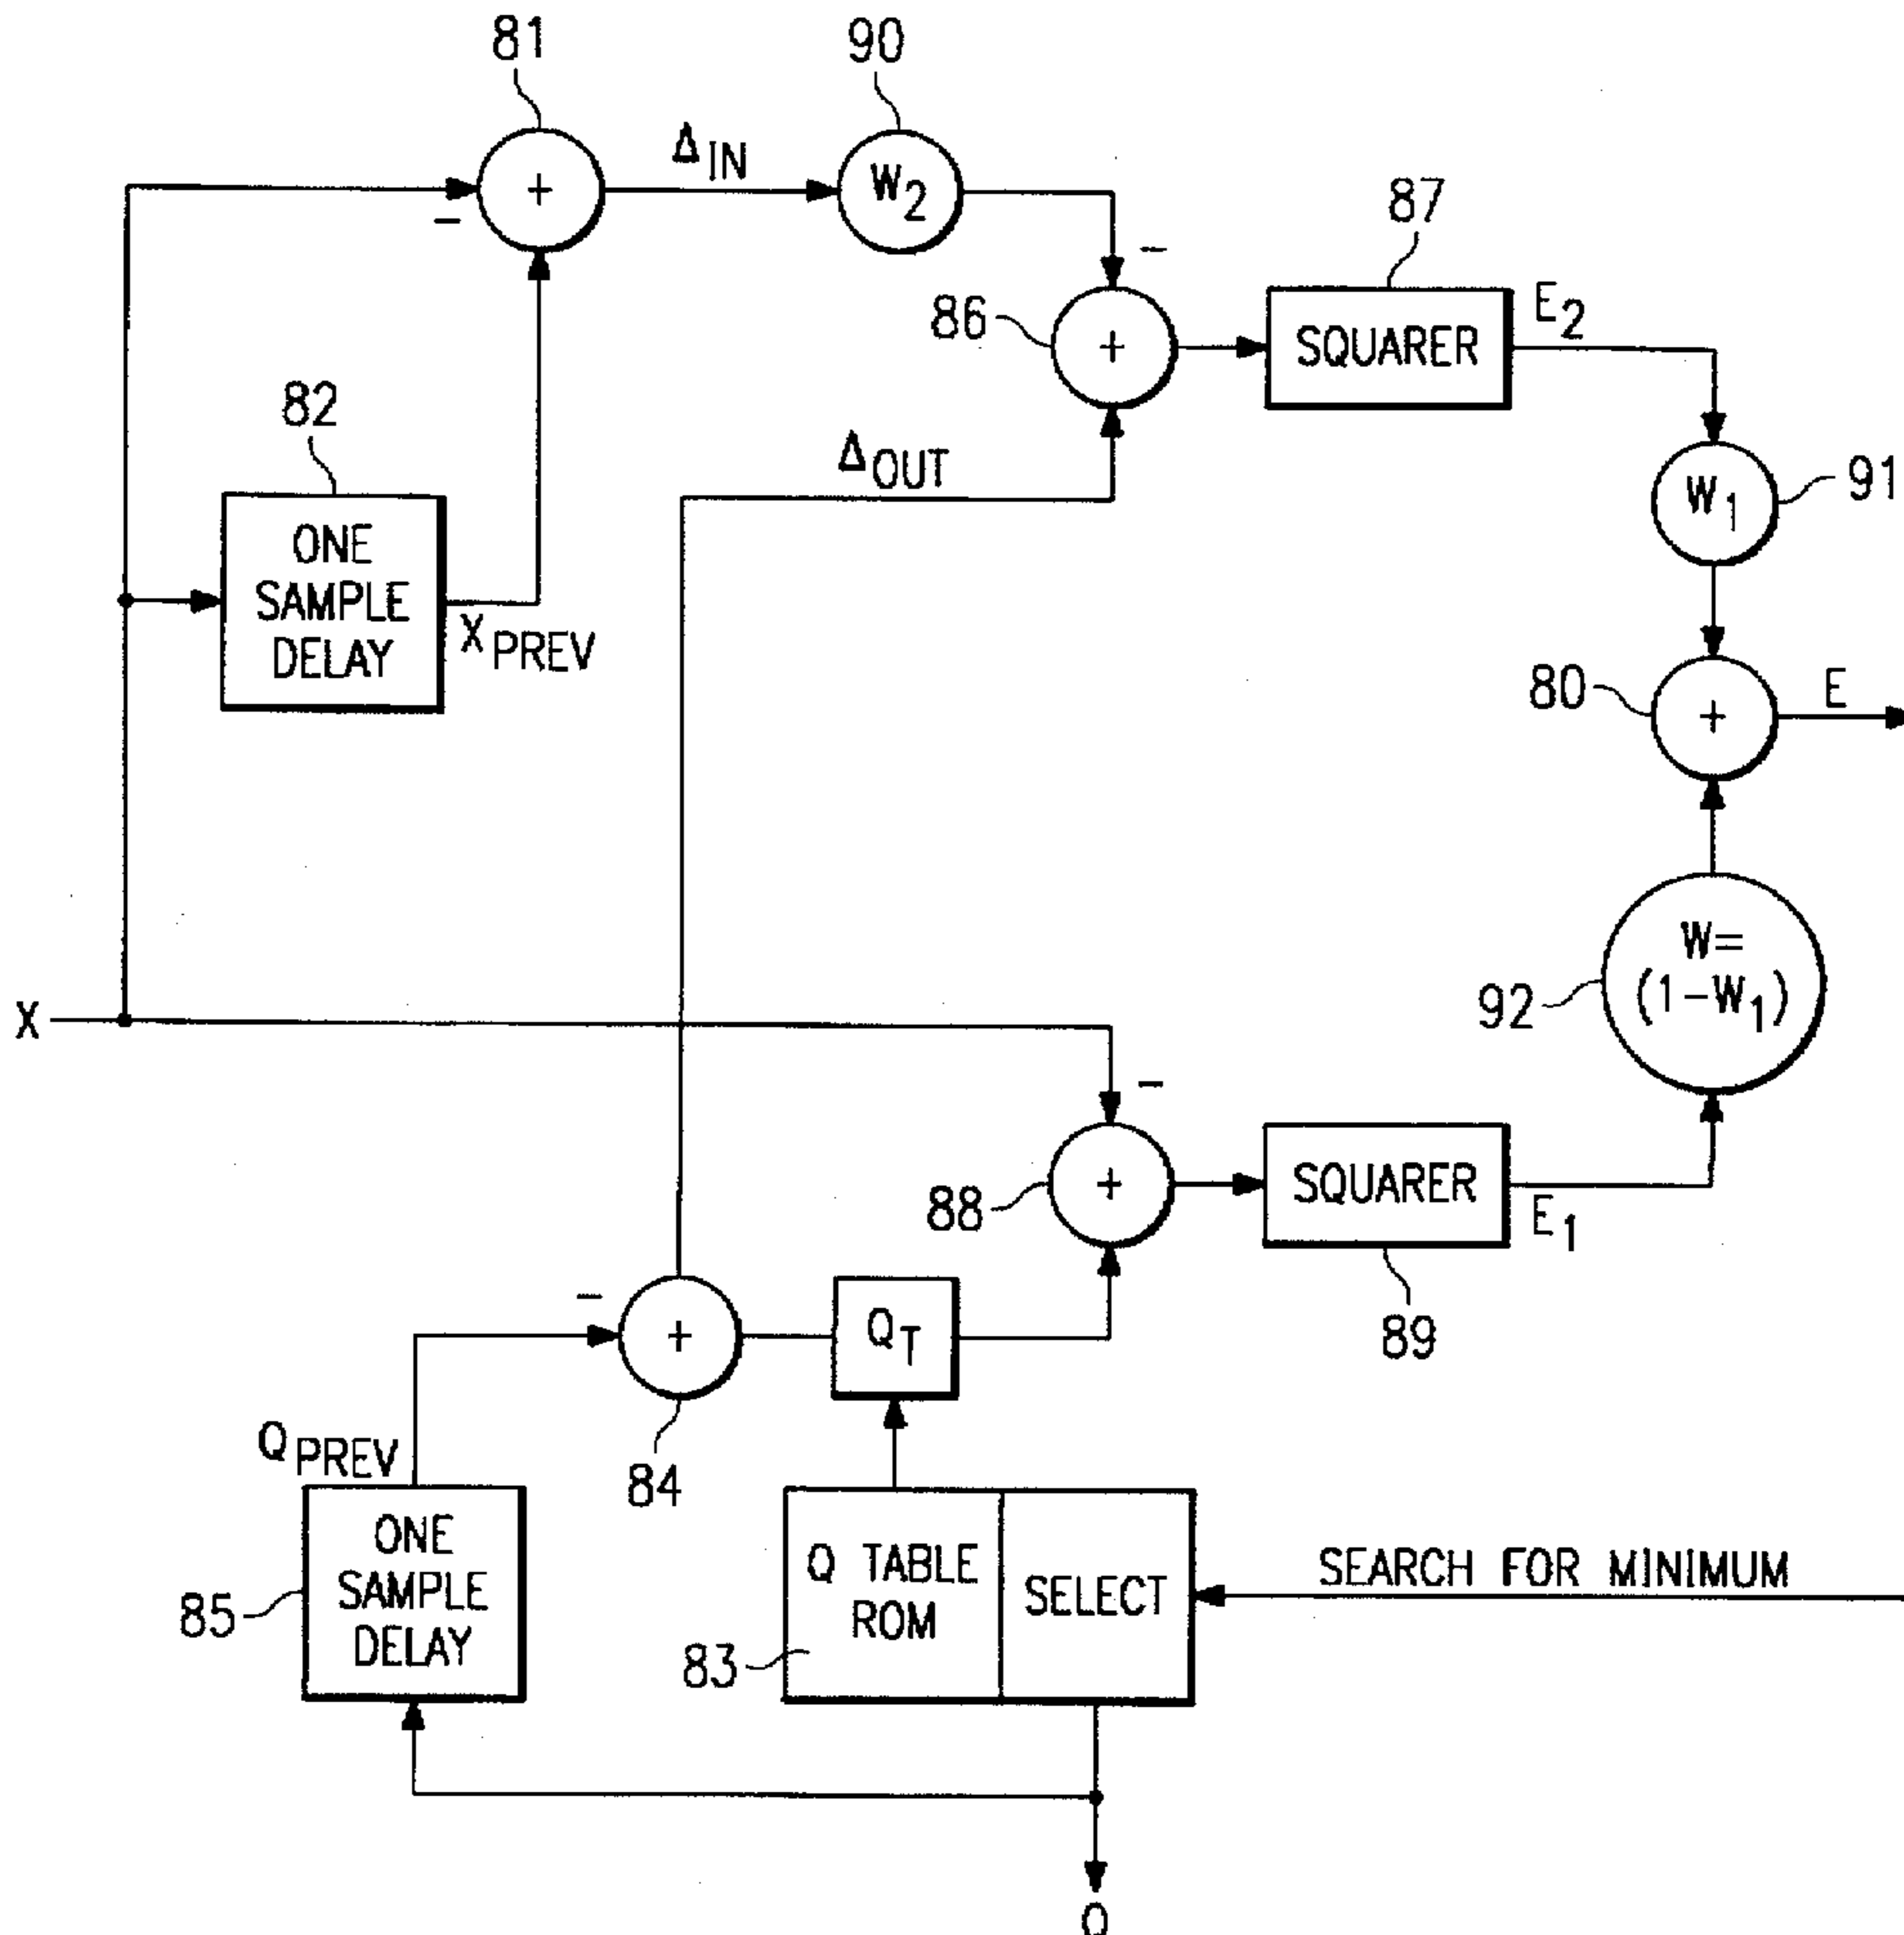 81
90
Δ IN
W2
+
-
87
-
86
+
SQUARER
E2
82
Δ OUT
ONE
SAMPLE
DELAY
X PREV
W1
91
80
+
E
W=
(1-W1)
92
X
-
88
+
SQUARER
E1
-
+
QT
89
Q PREV
84
ONE
SAMPLE
DELAY
85
Q TABLE
ROM
83
SELECT
SEARCH FOR MINIMUM